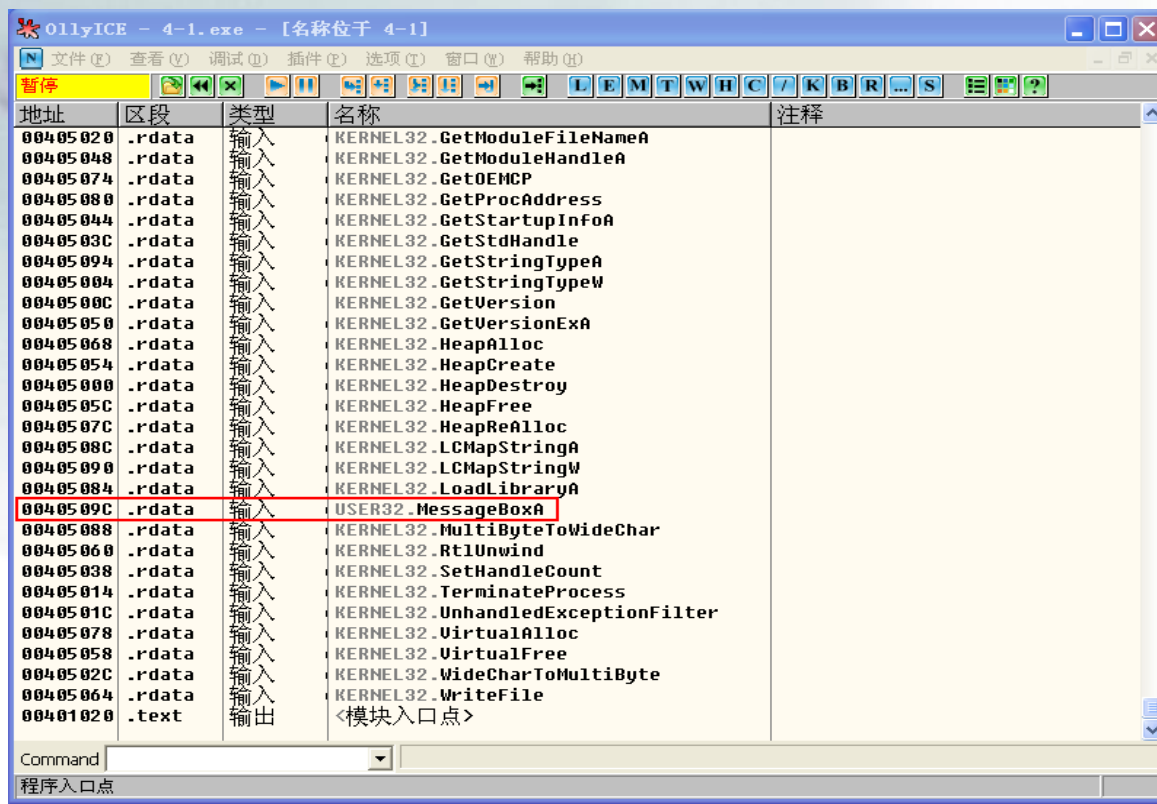 OllyICE - 4-1.exe - [名称位于 4-1]
N 文件(F) 查看(V) 调试(D) 插件(P) 选项(T) 窗口(W) 帮助(H)
暂停 L E M T W H C / K B R ... S ?
地址 区段 类型 名称 注释
00405020 .rdata 输入 KERNEL32.GetModuleFileNameA
00405048 .rdata 输入 KERNEL32.GetModuleHandleA
00405074 .rdata 输入 KERNEL32.GetOEMCP
00405080 .rdata 输入 KERNEL32.GetProcAddress
00405044 .rdata 输入 KERNEL32.GetStartupInfoA
0040503C .rdata 输入 KERNEL32.GetStdHandle
00405094 .rdata 输入 KERNEL32.GetStringTypeA
00405004 .rdata 输入 KERNEL32.GetStringTypeW
0040500C .rdata 输入 KERNEL32.GetVersion
00405050 .rdata 输入 KERNEL32.GetVersionExA
00405068 .rdata 输入 KERNEL32.HeapAlloc
00405054 .rdata 输入 KERNEL32.HeapCreate
00405000 .rdata 输入 KERNEL32.HeapDestroy
0040505C .rdata 输入 KERNEL32.HeapFree
0040507C .rdata 输入 KERNEL32.HeapReAlloc
0040508C .rdata 输入 KERNEL32.LCMapStringA
00405090 .rdata 输入 KERNEL32.LCMapStringW
00405084 .rdata 输入 KERNEL32.LoadLibraryA
0040509C .rdata 输入 USER32.MessageBoxA
00405088 .rdata 输入 KERNEL32.MultiByteToWideChar
00405060 .rdata 输入 KERNEL32.RtlUnwind
00405038 .rdata 输入 KERNEL32.SetHandleCount
00405014 .rdata 输入 KERNEL32.TerminateProcess
0040501C .rdata 输入 KERNEL32.UnhandledExceptionFilter
00405078 .rdata 输入 KERNEL32.VirtualAlloc
00405058 .rdata 输入 KERNEL32.VirtualFree
0040502C .rdata 输入 KERNEL32.WideCharToMultiByte
00405064 .rdata 输入 KERNEL32.WriteFile
00401020 .text 输出 <模块入口点>
Command
程序入口点